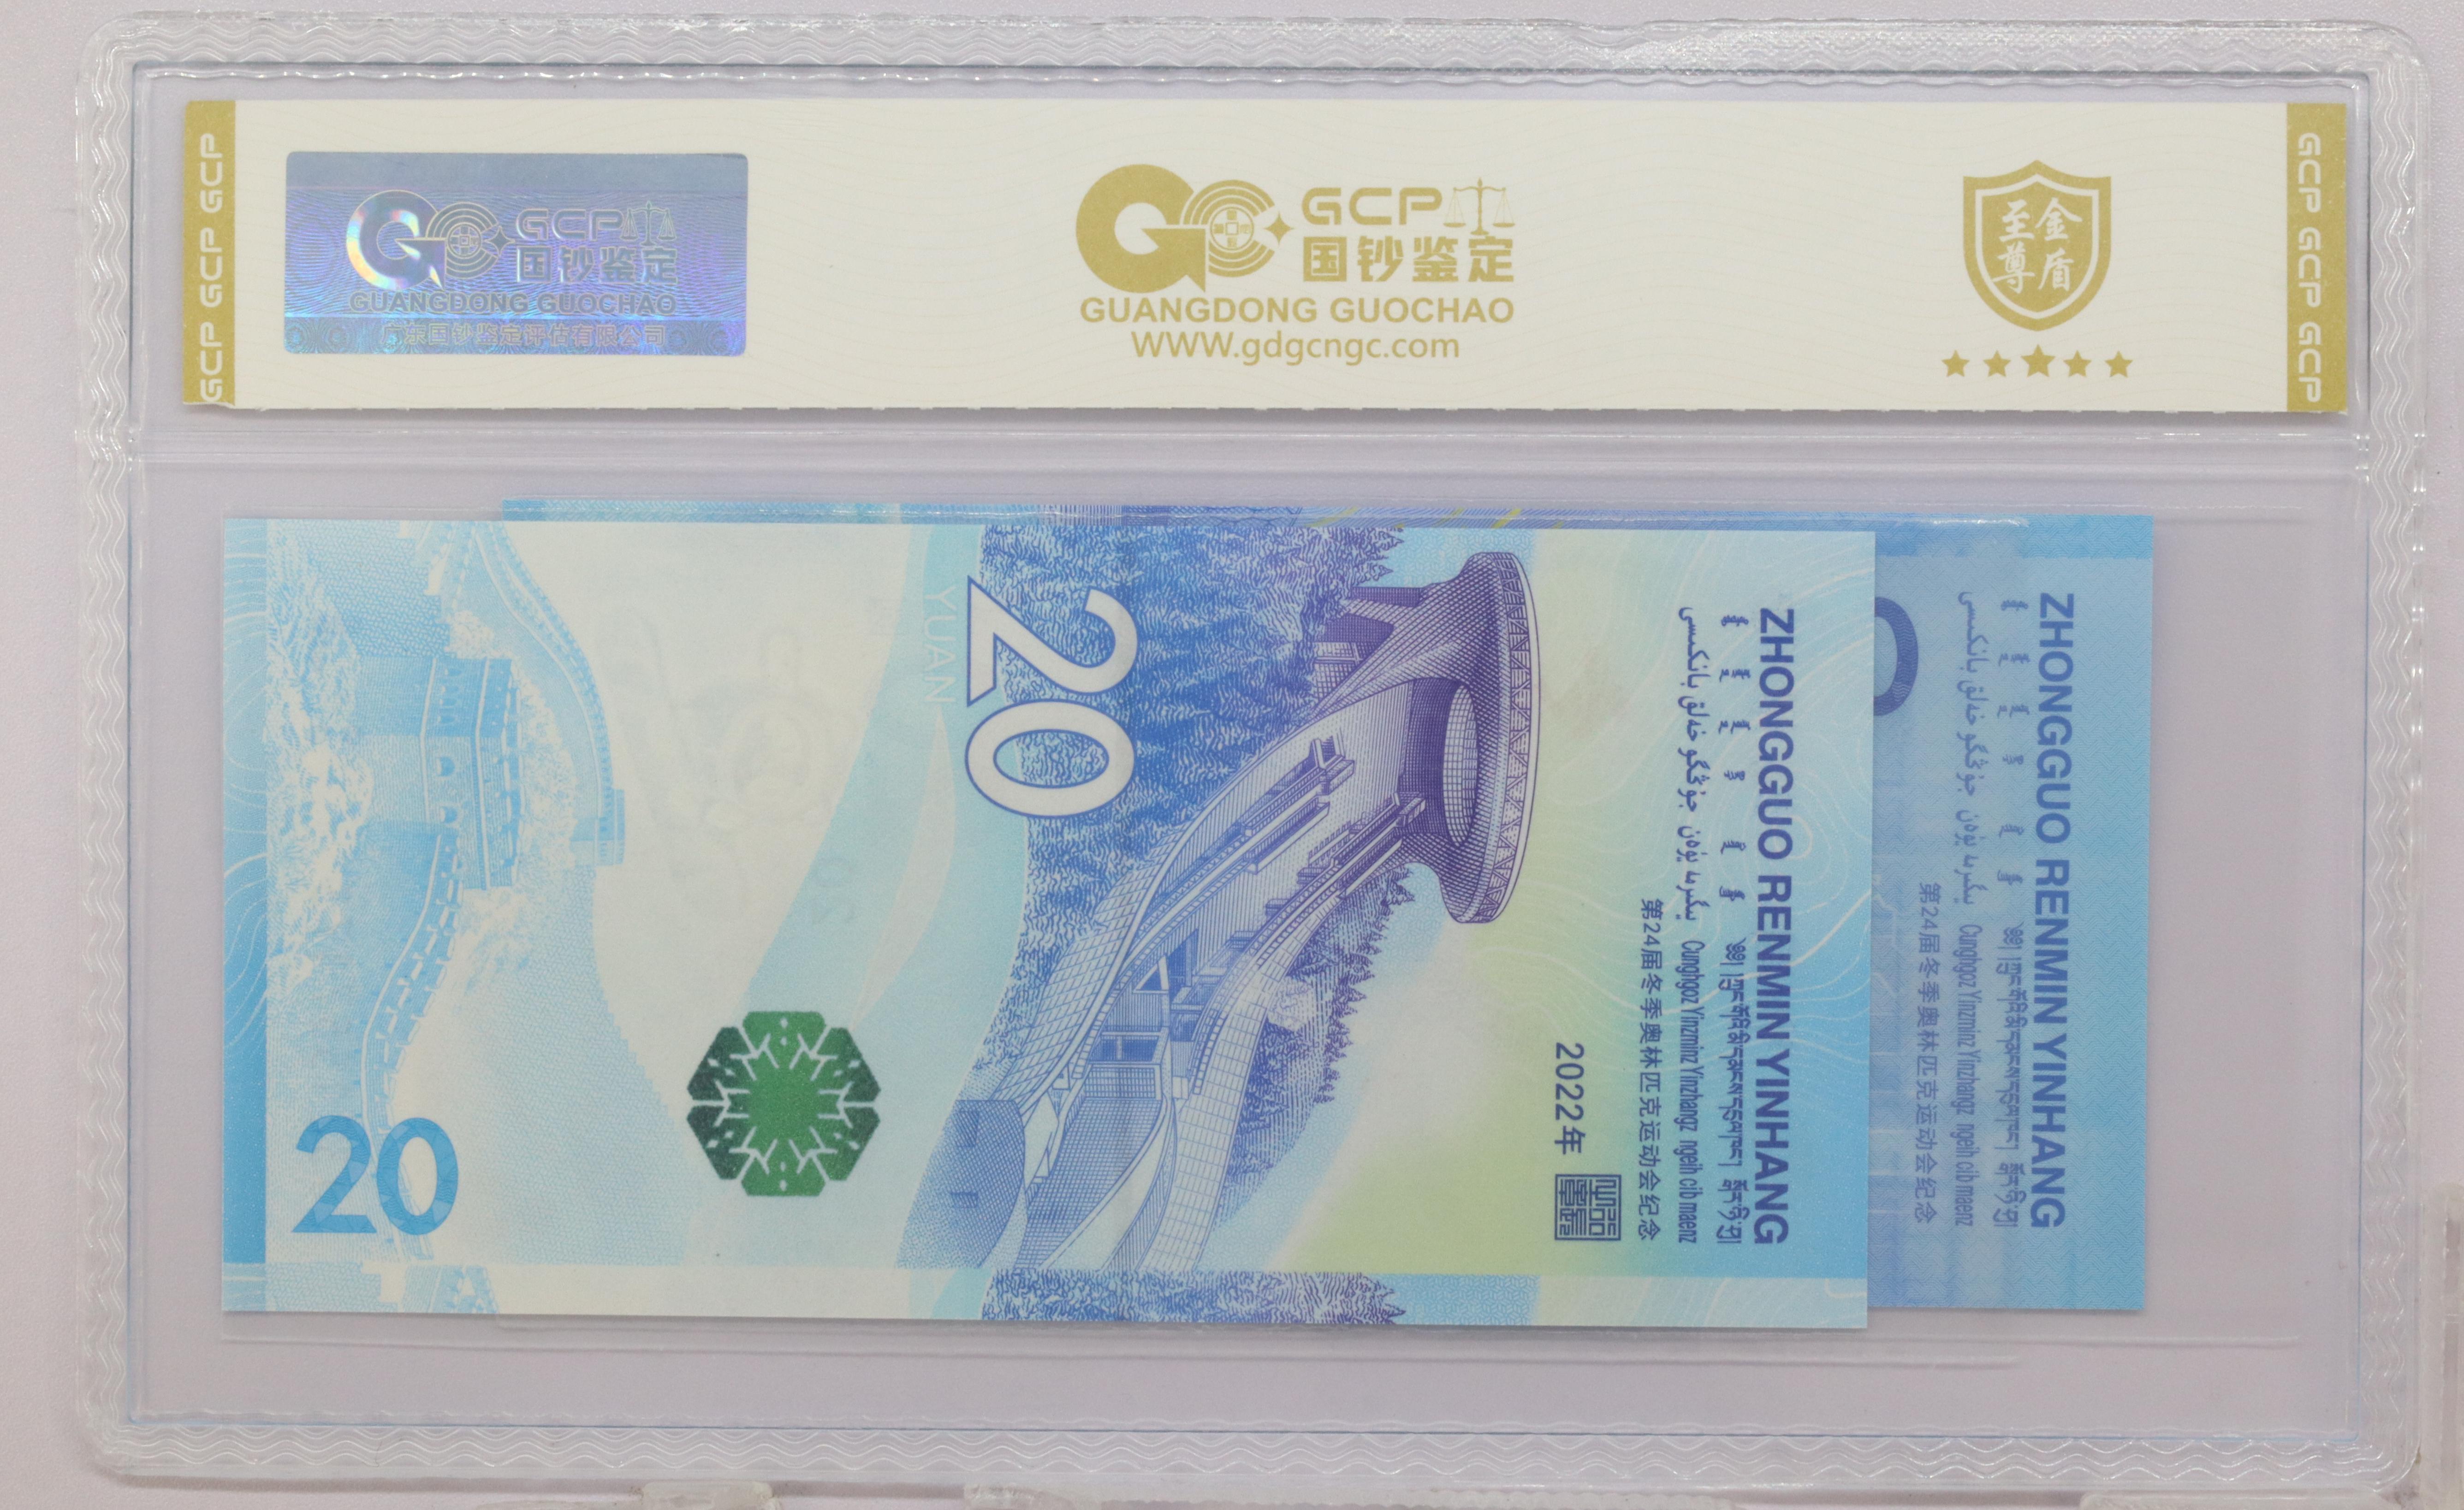 GCP GCP GCP
GCP
国钞鉴定
GUANGDONG GUOCHAO
广东国钞鉴定评估有限公司
GCP
国钞鉴定
GUANGDONG GUOCHAO
WWW.gdgcngc.com
至尊
金盾
GCP GCP GCP
ZHONGGUO RENMIN YINHANG
Cunghgoz Yinzminz Yinzhangz ngeih cib maenz
第24届冬季奥林匹克运动会纪念
2022年
20
YUAN
20
ZHONGGUO RENMIN YINHANG
Cunghgoz Yinzminz Yinzhangz ngeih cib maenz
第24届冬季奥林匹克运动会纪念